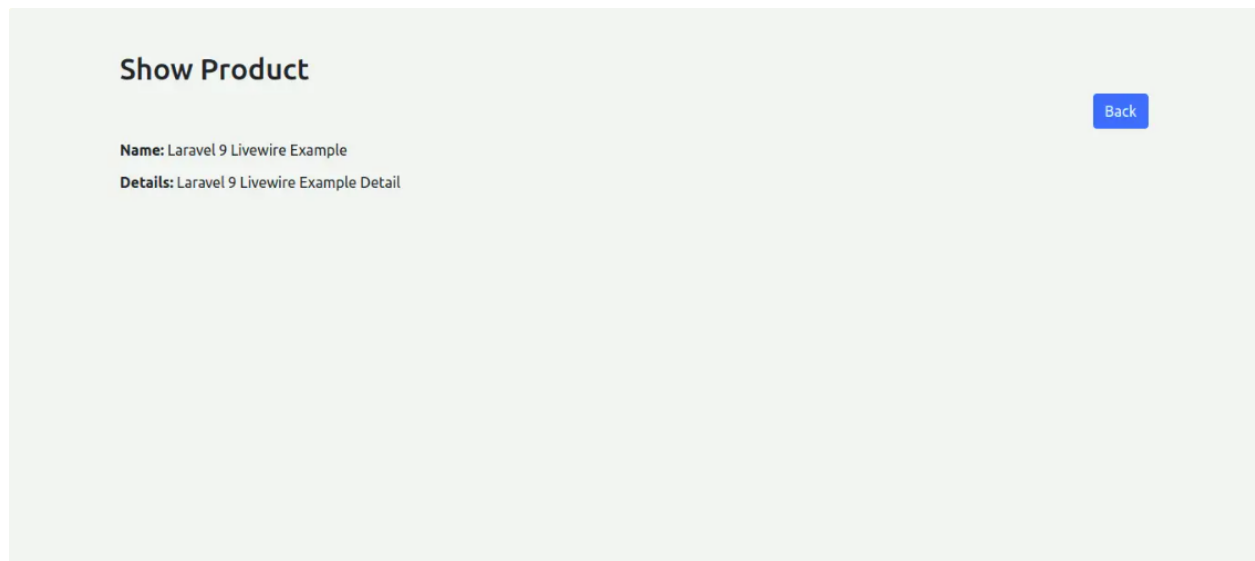 Show Product
Back
Name: Laravel 9 Livewire Example
Details: Laravel 9 Livewire Example Detail